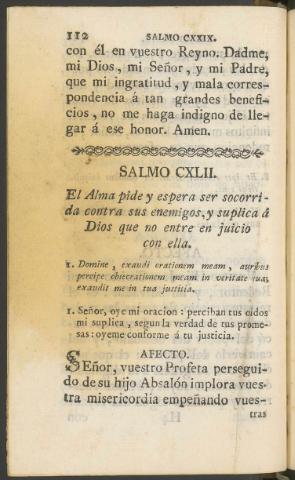 112 SALMO CXXIX.
con él en vuestro Reyno. Dadme,
mi Dios, mi Señor, y mi Padre,
que mi ingratitud, y mala corres-
pondencia á tan grandes benefi-
cios, no me haga indigno de lle-
gar á ese honor. Amen.
SALMO CXLII.
El Alma pide y espera ser socorri-
da contra sus enemigos, y suplica á
Dios que no entre en juicio
con ella.
1. Domine, exaudi orationem meam, auribus
percipe obsecrationem meam in veritate tua,
exaudit me in tua justitia.
1. Señor, oye mi oracion: perciban tus oidos
mi suplica, segun la verdad de tus prome-
sas: oyeme conforme á tu justicia.
AFECTO.
SEñor, vuestro Profeta persegui-
do de su hijo Absalón implora vues-
tra misericordia empeñando vues-
tras